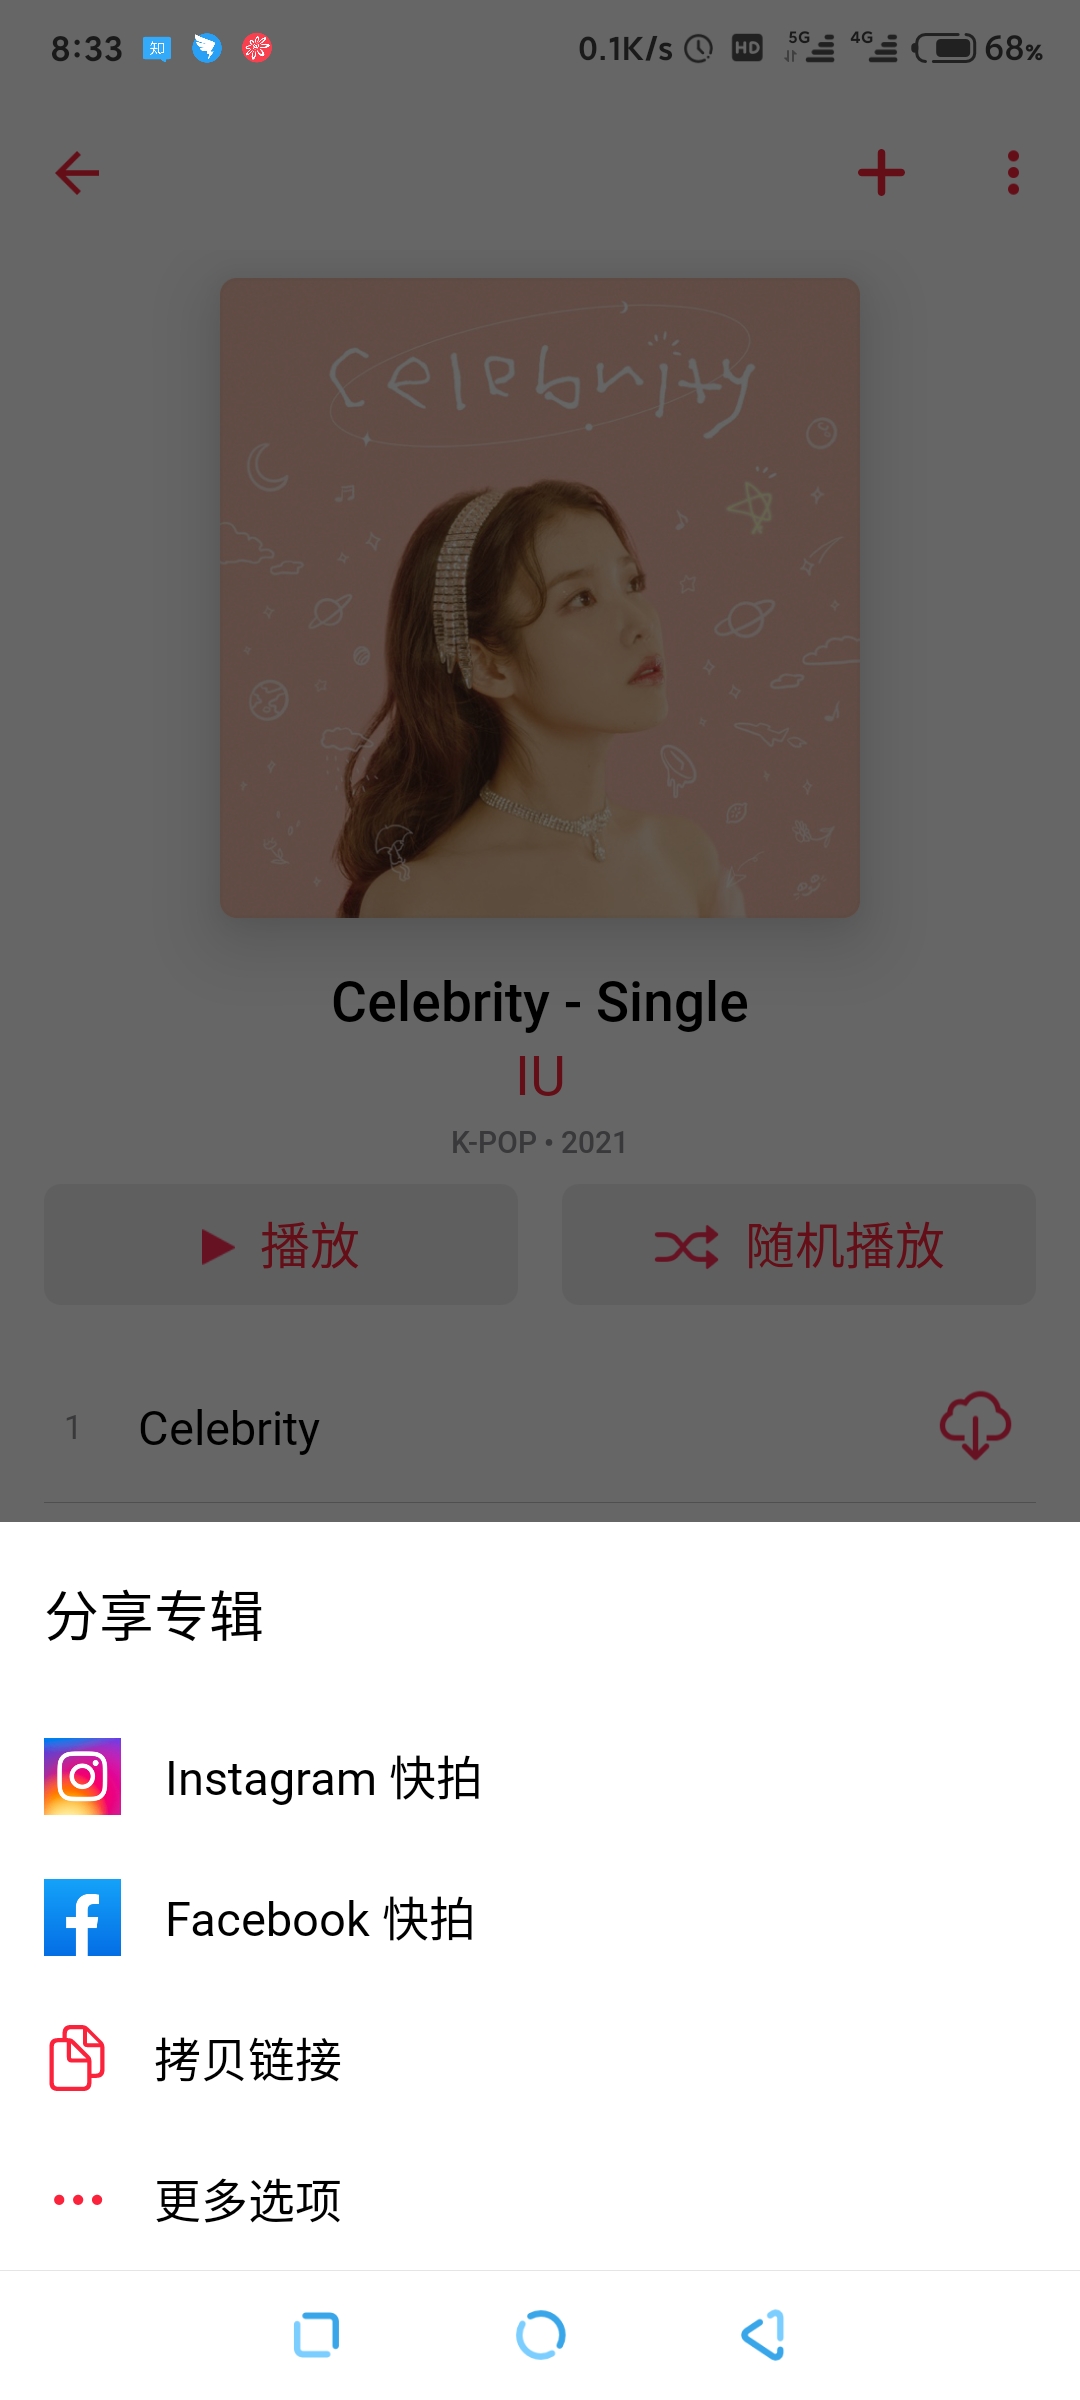 8:33 知 0.1K/s HD 5G 4G 68%
Celebrity
Celebrity - Single
IU
K-POP • 2021
播放 随机播放
1 Celebrity
分享专辑
Instagram 快拍
Facebook 快拍
拷贝链接
更多选项